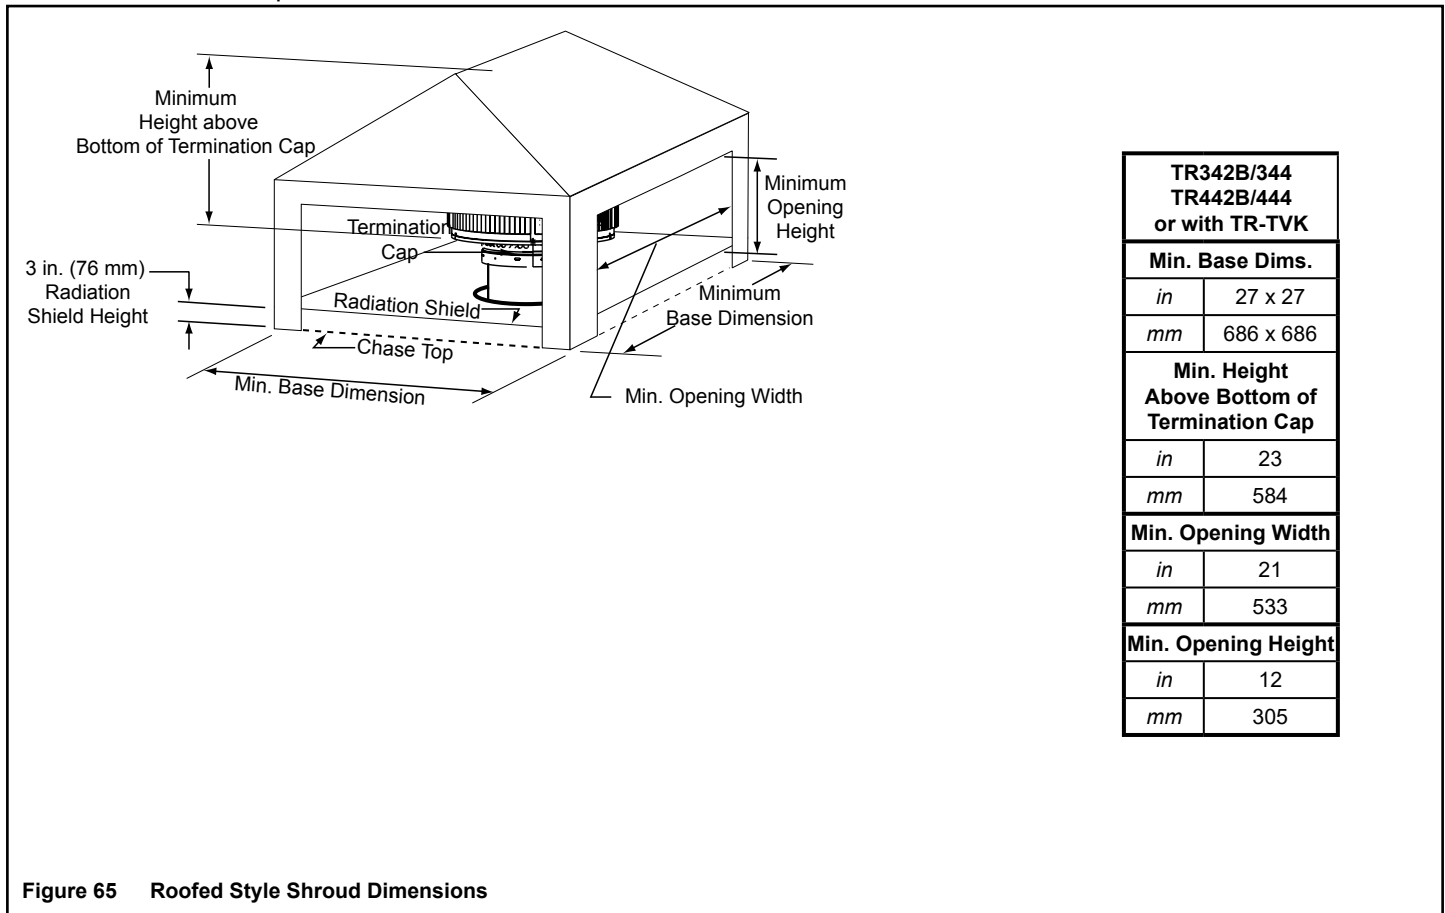 Minimum
Height above
Bottom of Termination Cap
Termination
Cap
Minimum
Opening
Height
3 in. (76 mm)
Radiation
Shield Height
Radiation Shield
Minimum
Base Dimension
Chase Top
Min. Base Dimension
Min. Opening Width
TR342B/344
TR442B/444
or with TR-TVK
Min. Base Dims.
in 27 x 27
mm 686 x 686
Min. Height
Above Bottom of
Termination Cap
in 23
mm 584
Min. Opening Width
in 21
mm 533
Min. Opening Height
in 12
mm 305
Figure 65 Roofed Style Shroud Dimensions